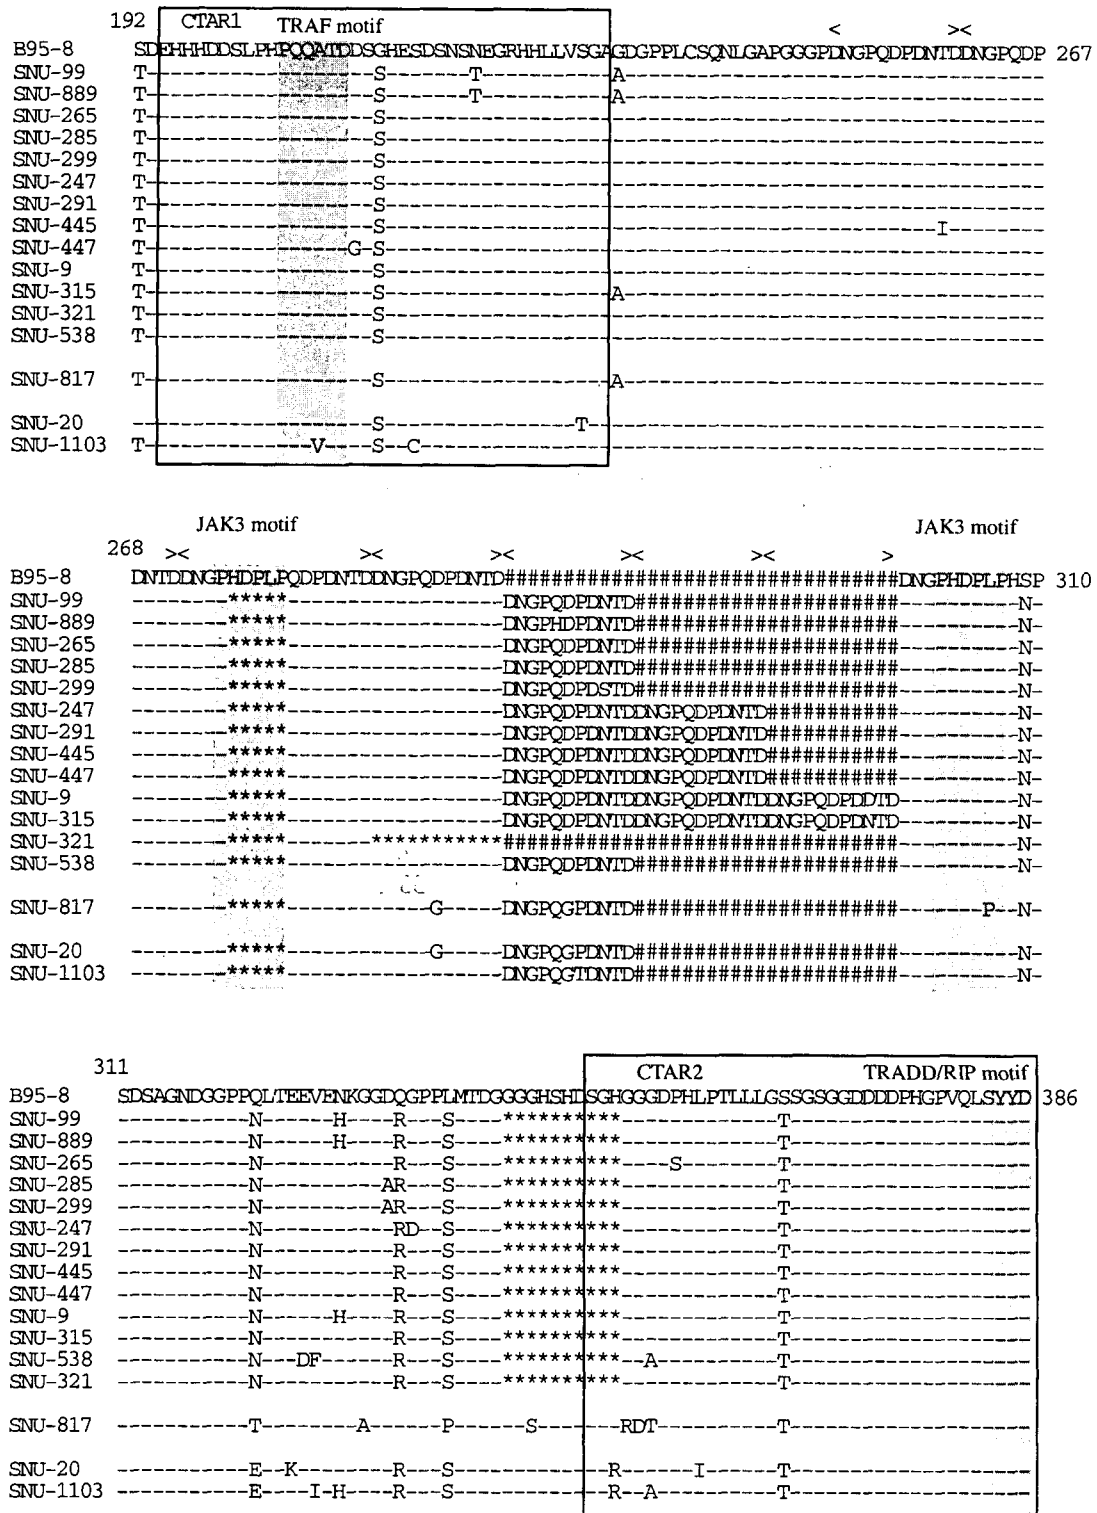 192 CTAR1 TRAF motif < ><
B95-8 SDEHHHDDSLPHPQQATDDSGHESDSNSNEGRHHLLVSGAGDGPPLCSQNLGAPGGGPDNGPQDPDNTDDNGPQDP 267
SNU-99 T-------------------S-------T-----------A-----------------------------------
SNU-889 T-------------------S-------T-----------A-----------------------------------
SNU-265 T-------------------S-------------------------------------------------------
SNU-285 T-------------------S-------------------------------------------------------
SNU-299 T-------------------S-------------------------------------------------------
SNU-247 T-------------------S-------------------------------------------------------
SNU-291 T-------------------S-------------------------------------------------------
SNU-445 T-------------------S----------------------------------------------I--------
SNU-447 T-----------------G-S-------------------------------------------------------
SNU-9 T-------------------S-------------------------------------------------------
SNU-315 T-------------------S-------------------A-----------------------------------
SNU-321 T-------------------S-------------------------------------------------------
SNU-538 T-------------------S-------------------------------------------------------
SNU-817 T-------------------S-------------------A-----------------------------------
SNU-20 --------------------S----------------T--------------------------------------
SNU-1103 T--------------V----S--C----------------------------------------------------
JAK3 motif JAK3 motif
268 >< >< >< >< >< >
B95-8 DNTDDNGPHDPLPQDPDNTDDNGPQDPDNTD#################################DNGPHDPLPHSP 310
SNU-99 --------*****------------------DNGPQDPDNTD######################----------N-
SNU-889 --------*****------------------DNGPHDPDNTD######################----------N-
SNU-265 --------*****------------------DNGPQDPDNTD######################----------N-
SNU-285 --------*****------------------DNGPQDPDNTD######################----------N-
SNU-299 --------*****------------------DNGPQDPDSTD######################----------N-
SNU-247 --------*****------------------DNGPQDPDNTDDNGPQDPDNTD###########----------N-
SNU-291 --------*****------------------DNGPQDPDNTDDNGPQDPDNTD###########----------N-
SNU-445 --------*****------------------DNGPQDPDNTDDNGPQDPDNTD###########----------N-
SNU-447 --------*****------------------DNGPQDPDNTDDNGPQDPDNTD###########----------N-
SNU-9 --------*****------------------DNGPQDPDNTDDNGPQDPDNTDDNGPQDPDDTD----------N-
SNU-315 --------*****------------------DNGPQDPDNTDDNGPQDPDNTDDNGPQDPDNTD----------N-
SNU-321 --------*****-------***********#################################----------N-
SNU-538 --------*****------------------DNGPQDPDNTD######################----------N-
SNU-817 --------*****------------G-----DNGPQGPDNTD######################-------P--N-
SNU-20 --------*****------------G-----DNGPQGPDNTD######################----------N-
SNU-1103 --------*****------------------DNGPQGTDNTD######################----------N-
311 CTAR2 TRADD/RIP motif
B95-8 SDSAGNDGGPPQLTEEVENKGGDQGPPLMTDGGGGHSHDSGHGGGDPHLPTLLLGSSGSGGDDDDPHGPVQLSYYD 386
SNU-99 -----------N------H----R---S----**********-------------T--------------------
SNU-889 -----------N------H----R---S----**********-------------T--------------------
SNU-265 -----------N-----------R---S----**********----S--------T--------------------
SNU-285 -----------N----------AR---S----**********-------------T--------------------
SNU-299 -----------N----------AR---S----**********-------------T--------------------
SNU-247 -----------N-----------RD--S----**********-------------T--------------------
SNU-291 -----------N-----------R---S----**********-------------T--------------------
SNU-445 -----------N-----------R---S----**********-------------T--------------------
SNU-447 -----------N-----------R---S----**********-------------T--------------------
SNU-9 -----------N------H----R---S----**********-------------T--------------------
SNU-315 -----------N-----------R---S----**********-------------T--------------------
SNU-538 -----------N---DF------R---S----**********--A----------T--------------------
SNU-321 -----------N-----------R---S----**********-------------T--------------------
SNU-817 -----------T--------A------P------S-------RDT----------T--------------------
SNU-20 -----------E--K--------R---S-------------R------I------T--------------------
SNU-1103 -----------E----I-H----R---S-------------R--A----------T--------------------